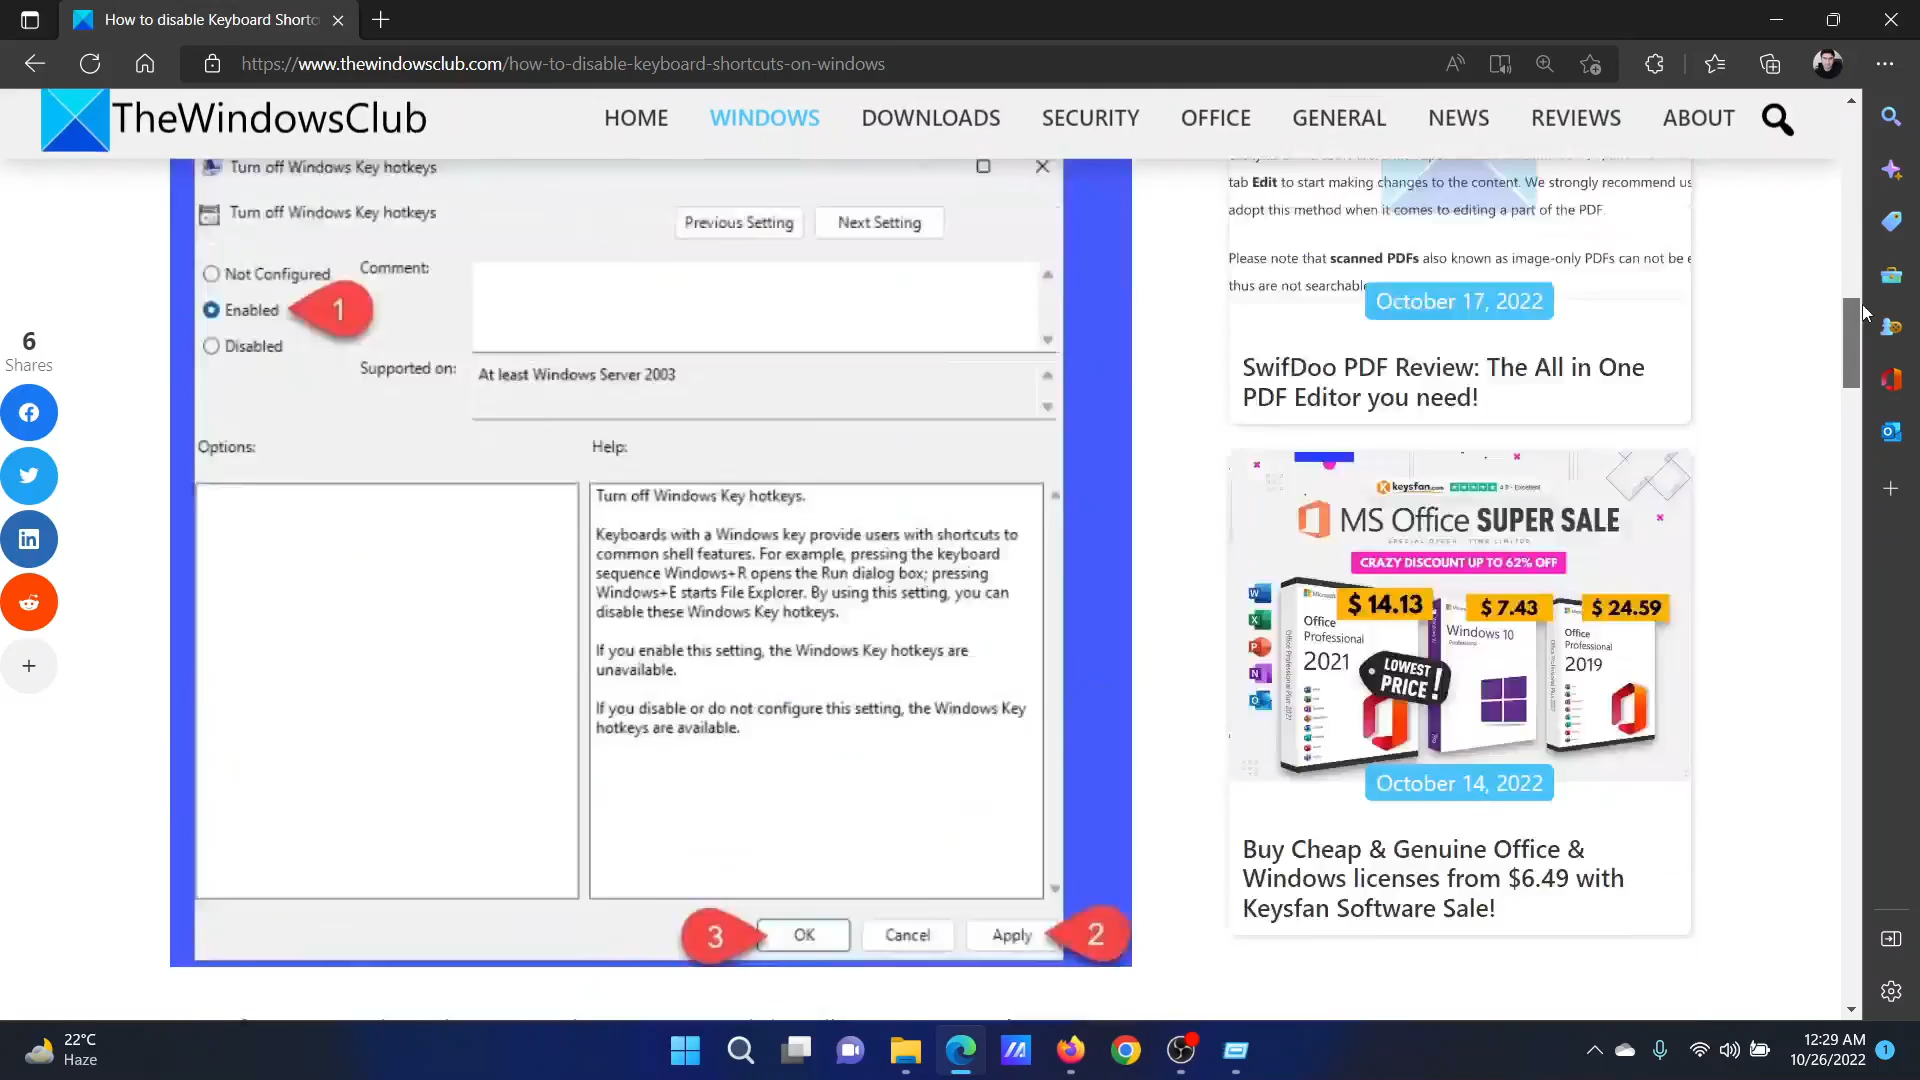 How to disable Keyboard Shortc
https://www.thewindowsclub.com/how-to-disable-keyboard-shortcuts-on-windows
TheWindowsClub
HOME WINDOWS DOWNLOADS SECURITY OFFICE GENERAL NEWS REVIEWS ABOUT
6
Shares
Turn off Windows Key hotkeys
Turn off Windows Key hotkeys
Previous Setting Next Setting
Not Configured
Comment:
Enabled
1
Disabled
Supported on:
At least Windows Server 2003
Options:
Help:
Turn off Windows Key hotkeys.
Keyboards with a Windows key provide users with shortcuts to
common shell features. For example, pressing the keyboard
sequence Windows+R opens the Run dialog box; pressing
Windows+E starts File Explorer. By using this setting, you can
disable these Windows Key hotkeys.
If you enable this setting, the Windows Key hotkeys are
unavailable.
If you disable or do not configure this setting, the Windows Key
hotkeys are available.
3 OK Cancel Apply 2
tab Edit to start making changes to the content. We strongly recommend us
adopt this method when it comes to editing a part of the PDF.
Please note that scanned PDFs also known as image-only PDFs can not be e
thus are not searchable
October 17, 2022
SwifDoo PDF Review: The All in One
PDF Editor you need!
keysfan.com
Excellent
MS Office SUPER SALE
CRAZY DISCOUNT UP TO 62% OFF
$ 14.13
$ 7.43
$ 24.59
Office
Professional
2021
Windows 10
Office
Professional
2019
LOWEST
PRICE!
October 14, 2022
Buy Cheap & Genuine Office &
Windows licenses from $6.49 with
Keysfan Software Sale!
22°C
Haze
12:29 AM
10/26/2022
1